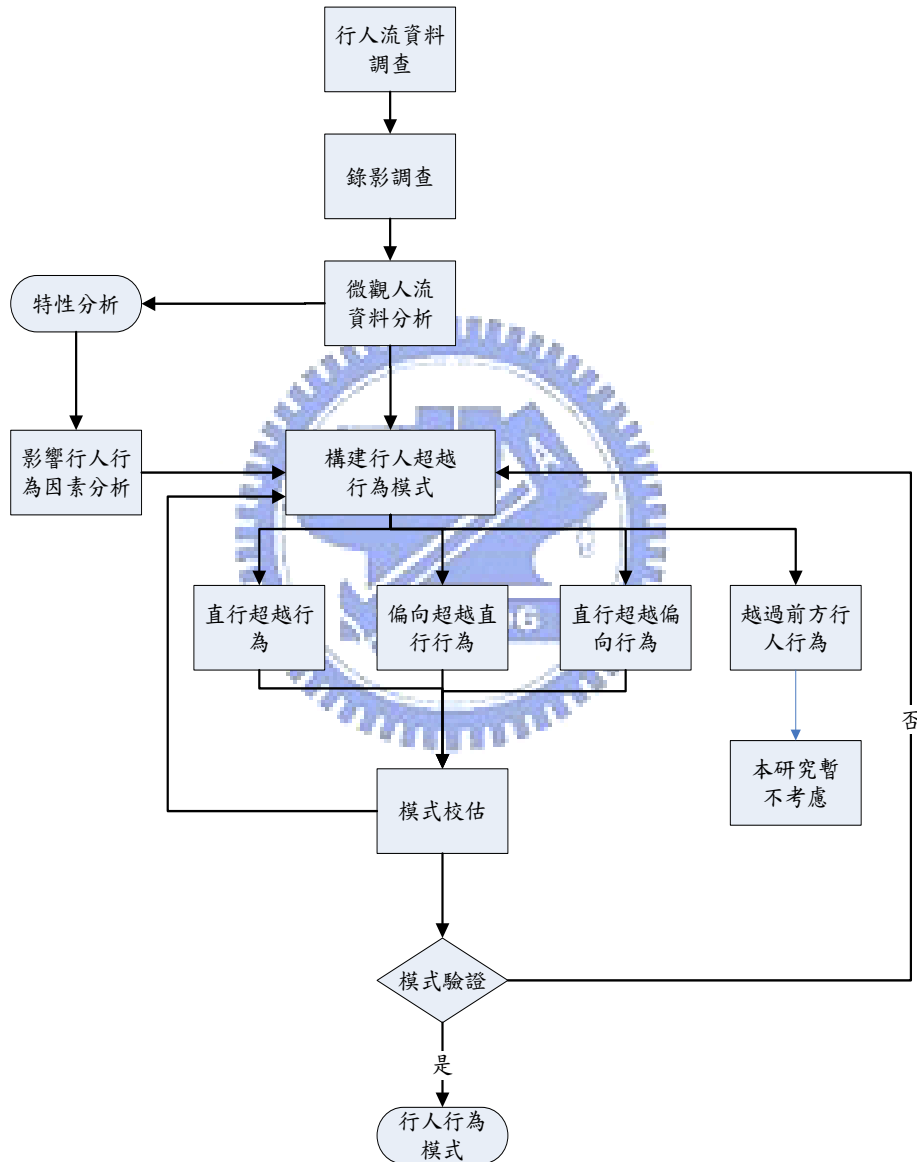 行人流資料
調查
錄影調查
微觀人流
資料分析
特性分析
影響行人行
為因素分析
構建行人超越
行為模式
直行超越行
為
偏向超越直
行行為
直行超越偏
向行為
越過前方行
人行為
否
本研究暫
不考慮
模式校估
模式驗證
是
行人行為
模式